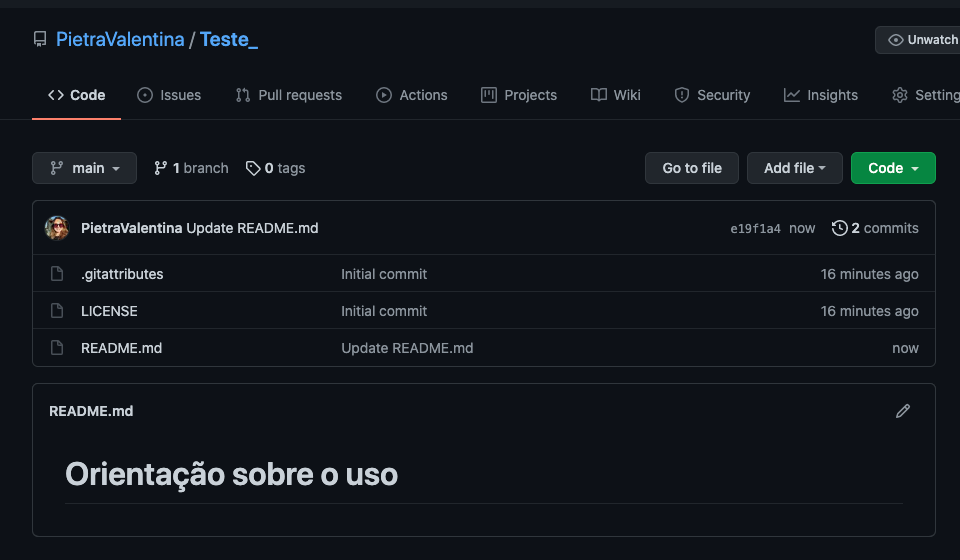 PietraValentina / Teste_
Unwatch
Code Issues Pull requests Actions Projects Wiki Security Insights Setting
main 1 branch 0 tags Go to file Add file Code
PietraValentina Update README.md e19f1a4 now 2 commits
.gitattributes Initial commit 16 minutes ago
LICENSE Initial commit 16 minutes ago
README.md Update README.md now
README.md
Orientação sobre o uso